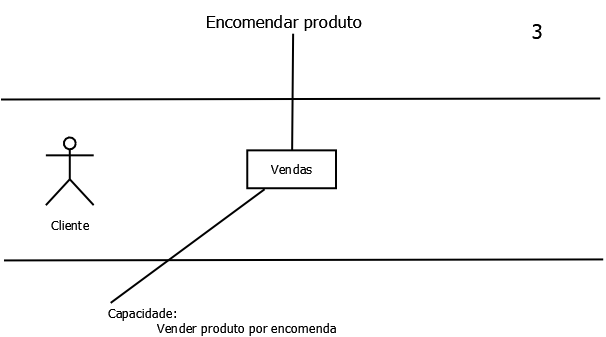 Encomendar produto
3
Vendas
Cliente
Capacidade:
Vender produto por encomenda